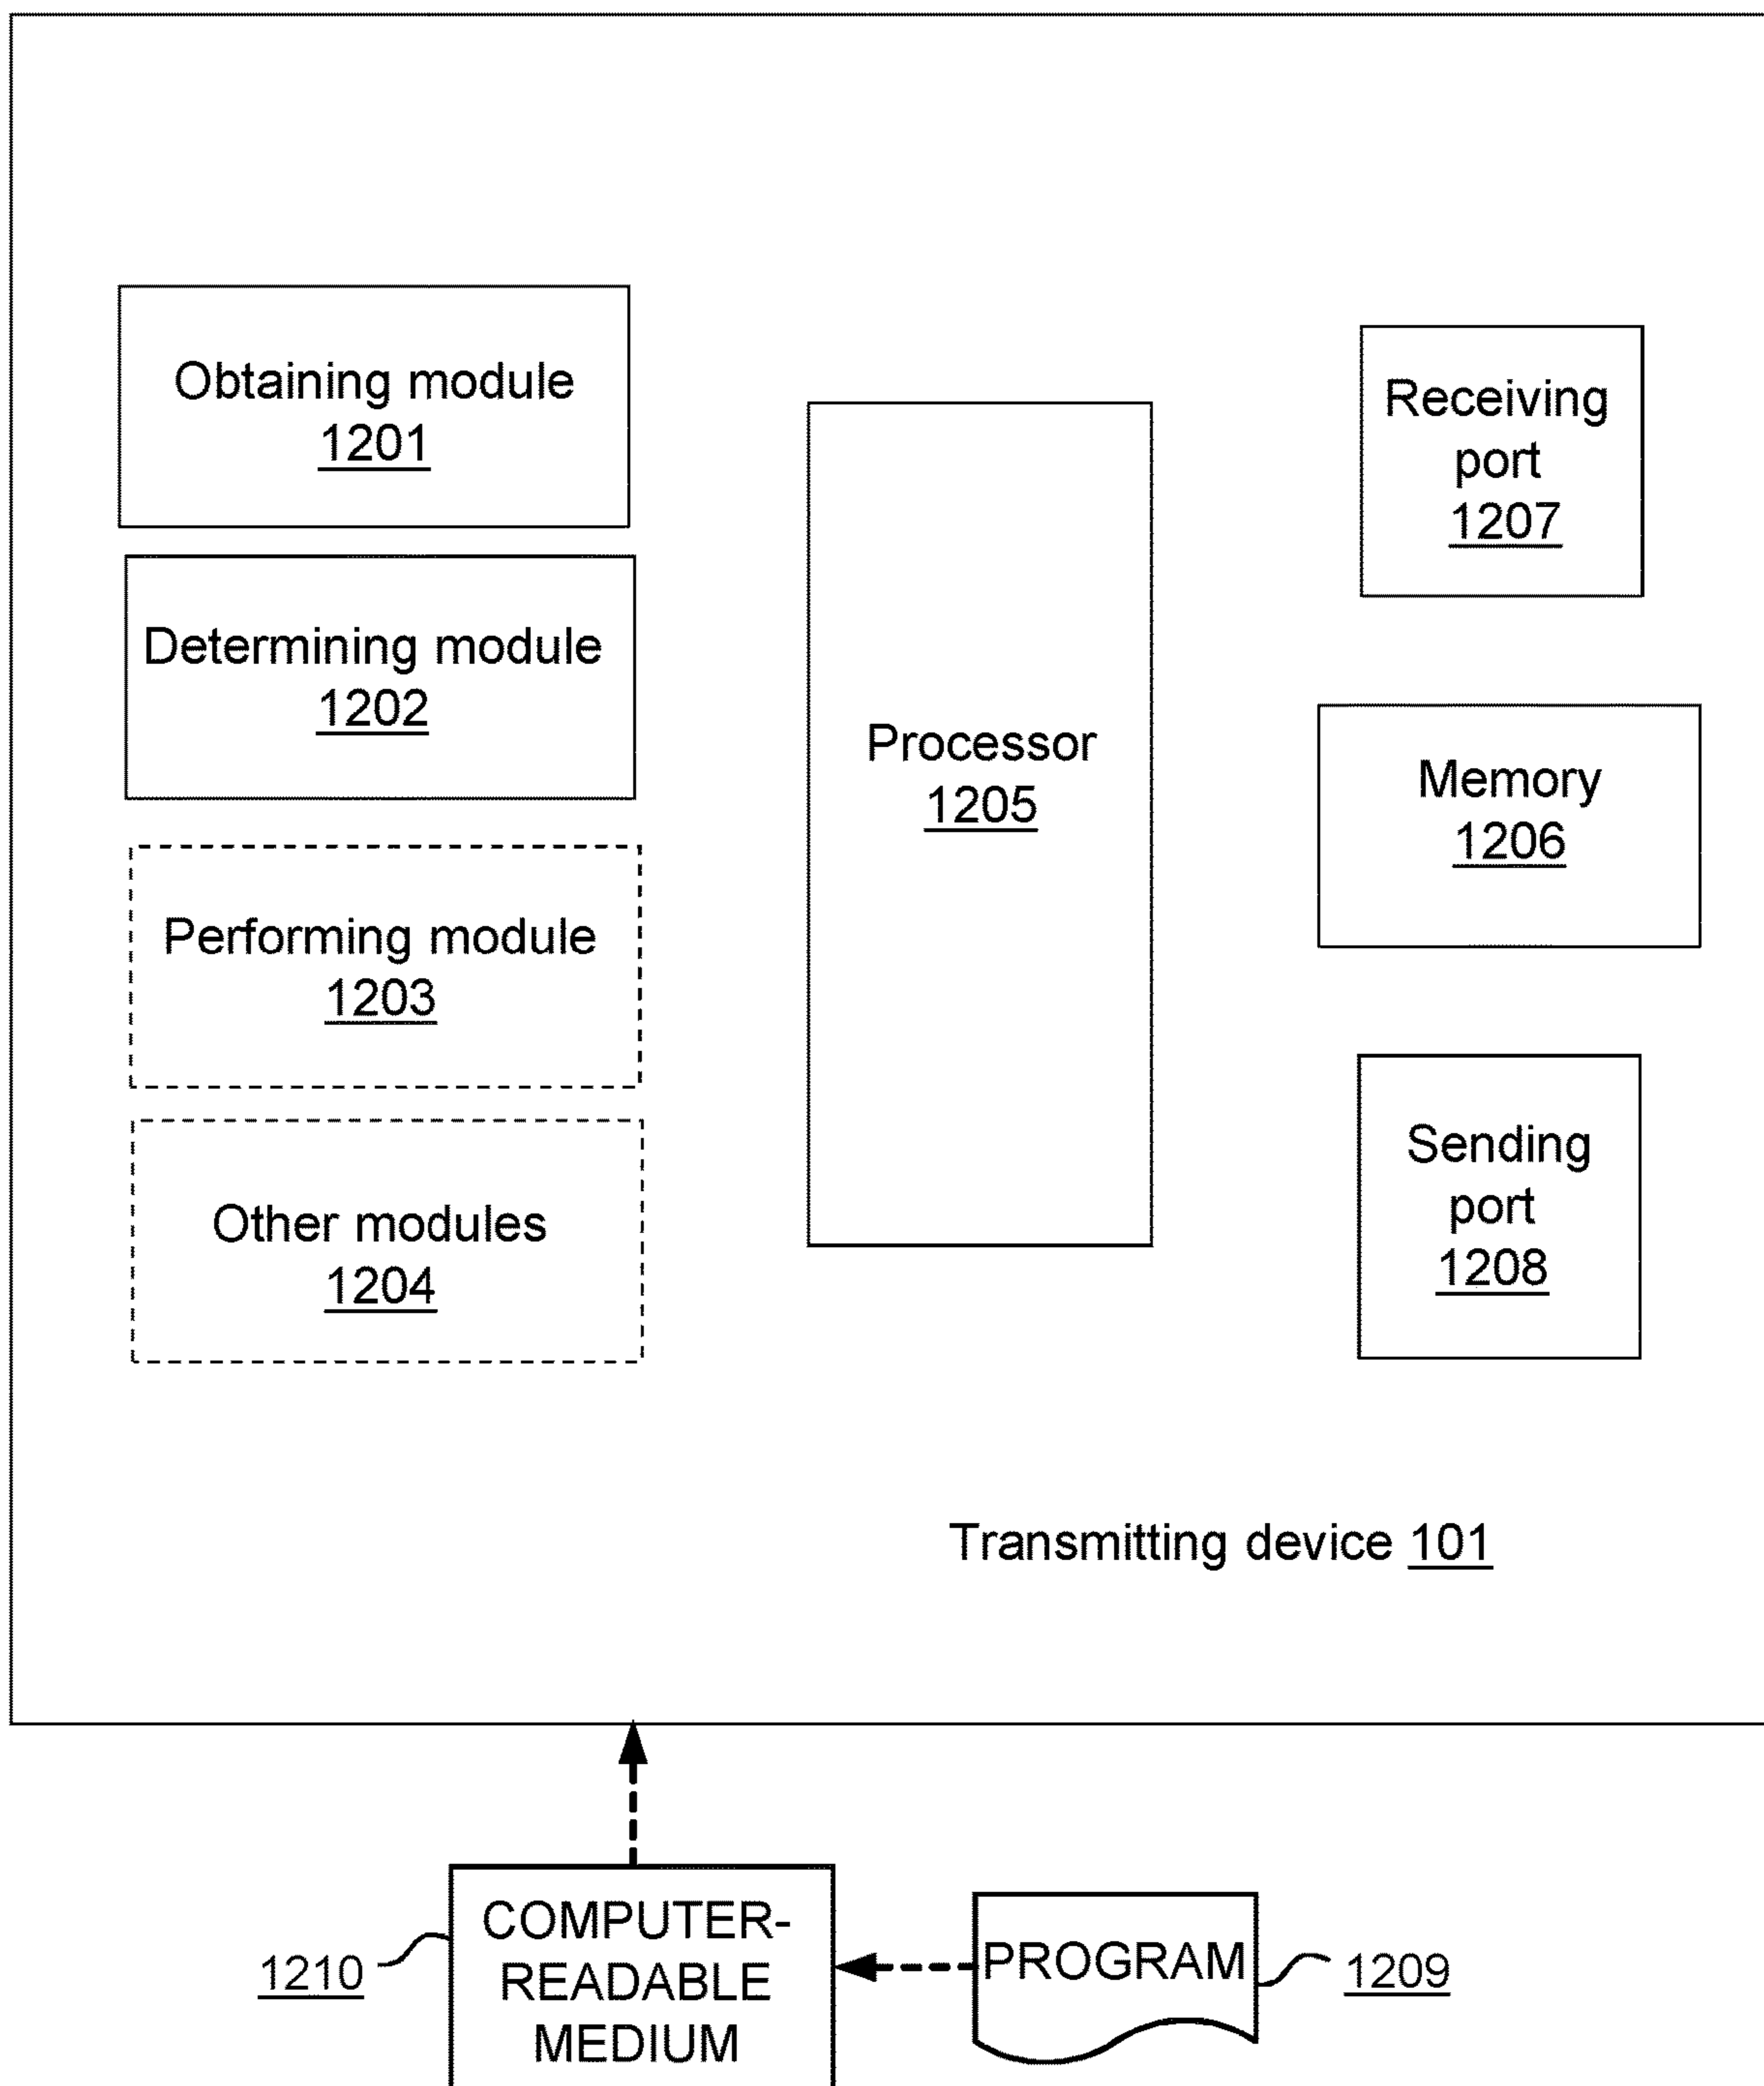 Obtaining module
1201
Determining module
1202
Performing module
1203
Other modules
1204
Processor
1205
Receiving
port
1207
Memory
1206
Sending
port
1208
Transmitting device 101
1210
COMPUTER-
READABLE
MEDIUM
PROGRAM
1209